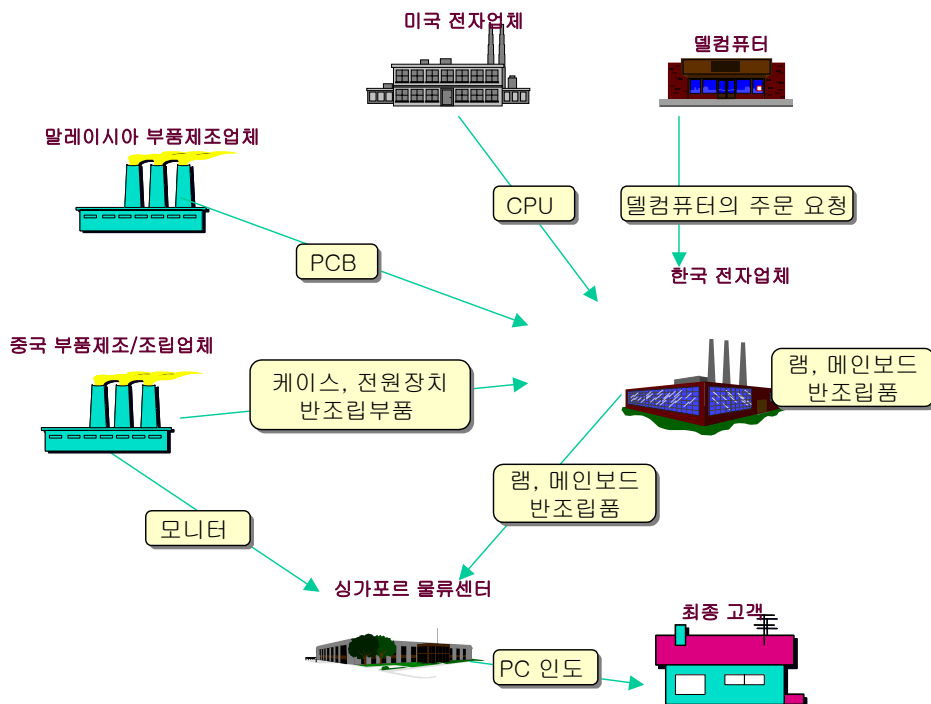 미국 전자업체
델컴퓨터
말레이시아 부품제조업체
CPU
델컴퓨터의 주문 요청
PCB
한국 전자업체
중국 부품제조/조립업체
케이스, 전원장치
반조립부품
램, 메인보드
반조립품
램, 메인보드
반조립품
모니터
싱가포르 물류센터
최종 고객
PC 인도